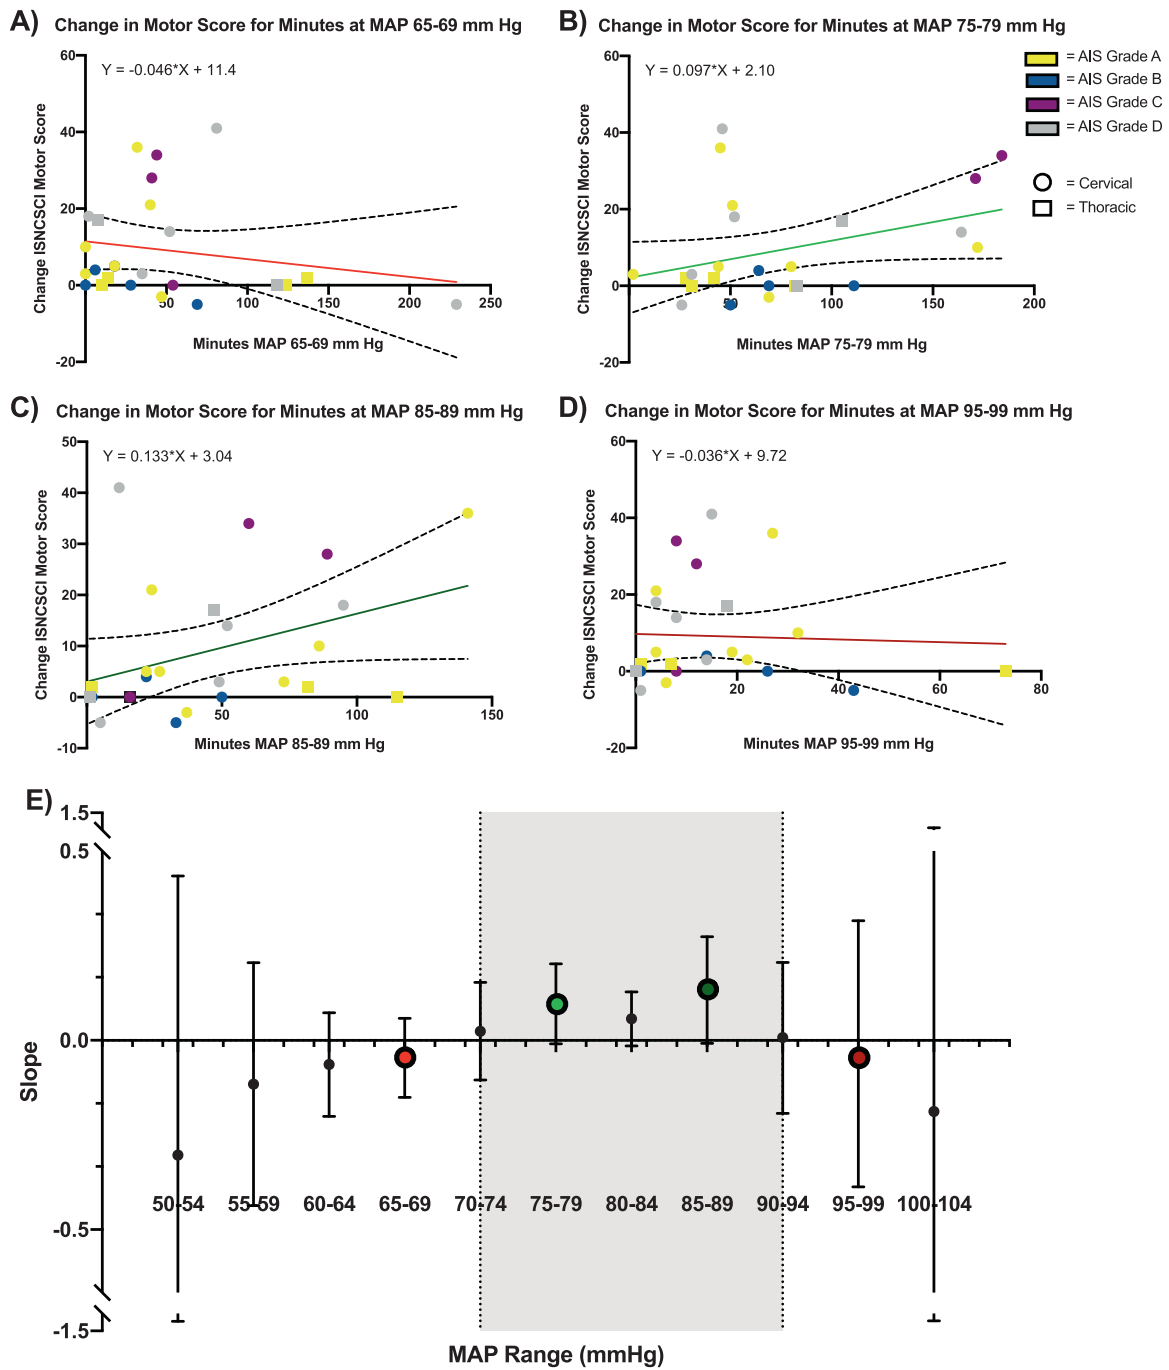 A) Change in Motor Score for Minutes at MAP 65-69 mm Hg
Y = -0.046*X + 11.4
Change ISNCSCI Motor Score
60
40
20
0
-20
50
100
150
200
250
Minutes MAP 65-69 mm Hg
B) Change in Motor Score for Minutes at MAP 75-79 mm Hg
Y = 0.097*X + 2.10
Change ISNCSCI Motor Score
60
40
20
0
-20
50
100
150
200
Minutes MAP 75-79 mm Hg
= AIS Grade A
= AIS Grade B
= AIS Grade C
= AIS Grade D
= Cervical
= Thoracic
C) Change in Motor Score for Minutes at MAP 85-89 mm Hg
Y = 0.133*X + 3.04
Change ISNCSCI Motor Score
50
40
30
20
10
0
-10
50
100
150
Minutes MAP 85-89 mm Hg
D) Change in Motor Score for Minutes at MAP 95-99 mm Hg
Y = -0.036*X + 9.72
Change ISNCSCI Motor Score
60
40
20
0
-20
20
40
60
80
Minutes MAP 95-99 mm Hg
E)
Slope
1.5
0.5
0.0
-0.5
-1.5
50-54 55-59 60-64 65-69 70-74 75-79 80-84 85-89 90-94 95-99 100-104
MAP Range (mmHg)